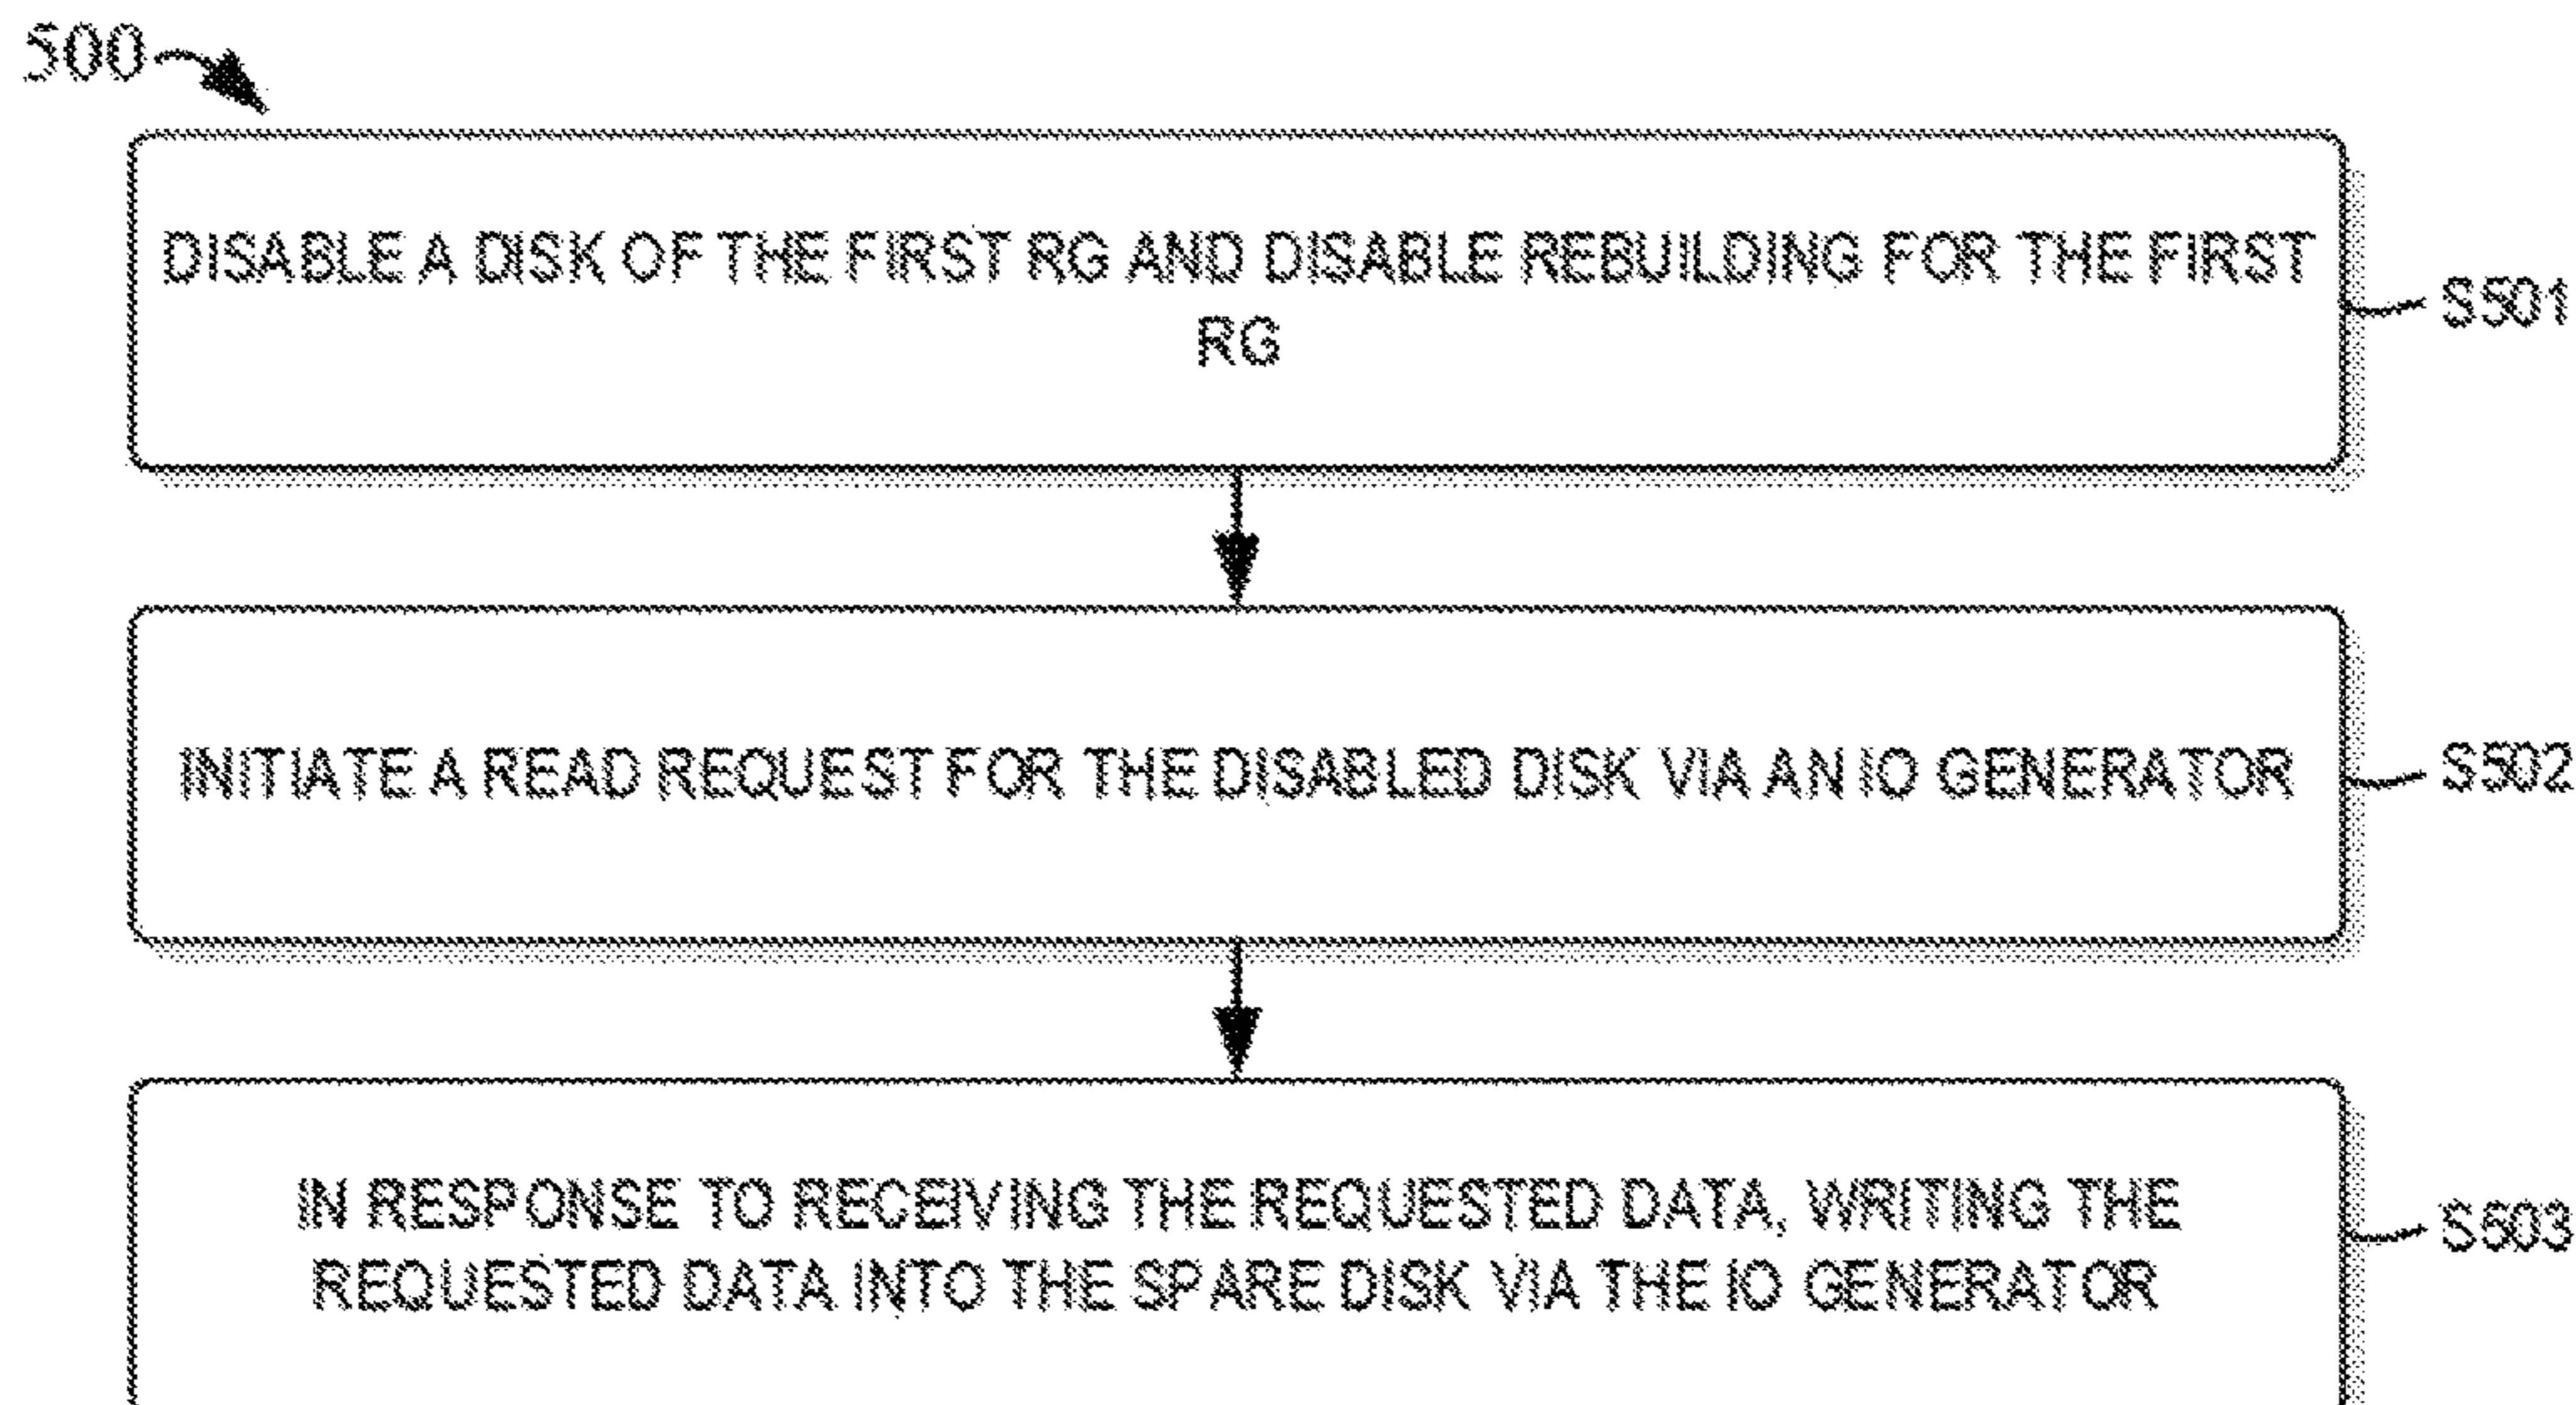 500
DISABLE A DISK OF THE FIRST RG AND DISABLE REBUILDING FOR THE FIRST
RG
S501
INITIATE A READ REQUEST FOR THE DISABLED DISK VIA AN IO GENERATOR
S502
IN RESPONSE TO RECEIVING THE REQUESTED DATA, WRITING THE
REQUESTED DATA INTO THE SPARE DISK VIA THE IO GENERATOR
S503